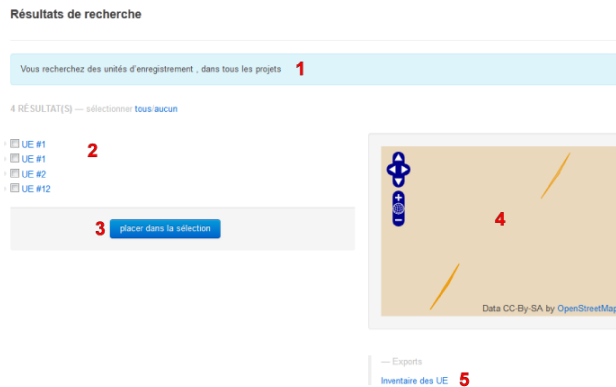 Résultats de recherche
Vous recherchez des unités d'enregistrement , dans tous les projets 1
4 RÉSULTAT(S) — sélectionner tous/aucun
UE #1
UE #1
UE #2
UE #12
2
3 placer dans la sélection
4
Data CC-By-SA by OpenStreetMap
— Exports
Inventaire des UE 5